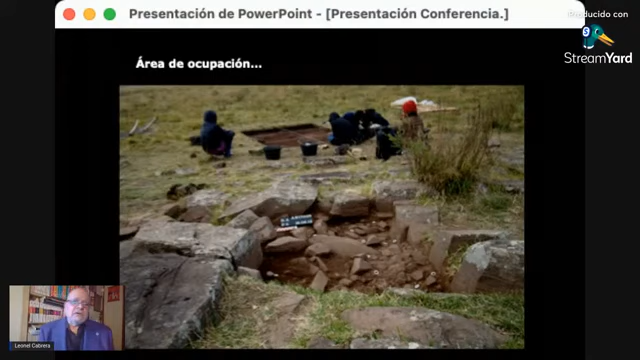 Presentación de PowerPoint - [Presentación Conferencia.]
Producido con
StreamYard
Área de ocupación...
Leonel Cabrera